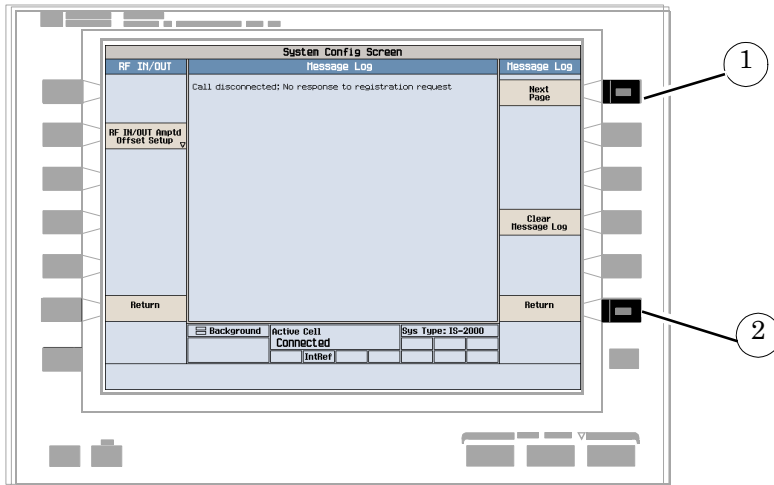 System Config Screen
RF IN/OUT
Message Log
Message Log
Call disconnected; No response to registration request
Next
Page
RF IN/OUT Amptd
Offset Setup
Clear
Message Log
Return
Return
Background
Active Cell
Sys Type: IS-2000
Connected
IntRef
1
2